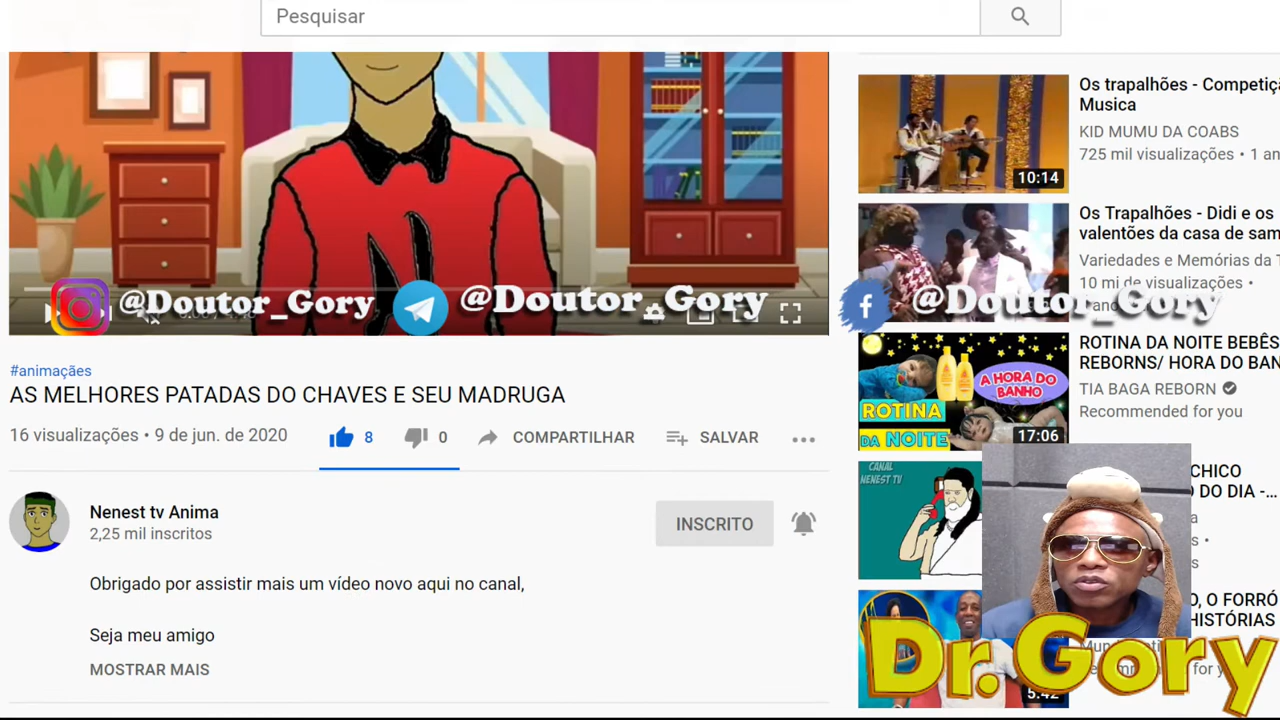 Pesquisar
@Doutor_Gory
@Doutor_Gory
@Doutor_Gory
#animações
AS MELHORES PATADAS DO CHAVES E SEU MADRUGA
16 visualizações • 9 de jun. de 2020
8
0
COMPARTILHAR
SALVAR
Nenest tv Anima
2,25 mil inscritos
INSCRITO
Obrigado por assistir mais um vídeo novo aqui no canal,
Seja meu amigo
MOSTRAR MAIS
Os trapalhões - Competiçã
Musica
KID MUMU DA COABS
725 mil visualizações • 1 an
10:14
Os Trapalhões - Didi e os
valentões da casa de sam
Variedades e Memórias da T
10 mi de visualizações •
ROTINA DA NOITE BEBÊS
REBORNS/ HORA DO BAN
TIA BAGA REBORN
Recommended for you
A HORA DO
BANHO
ROTINA
DA NOITE
17:06
CANAL
NENEST TV
CHICO
DO DIA -...
O, O FORRÓ
HISTÓRIAS
5:42
Dr. Gory